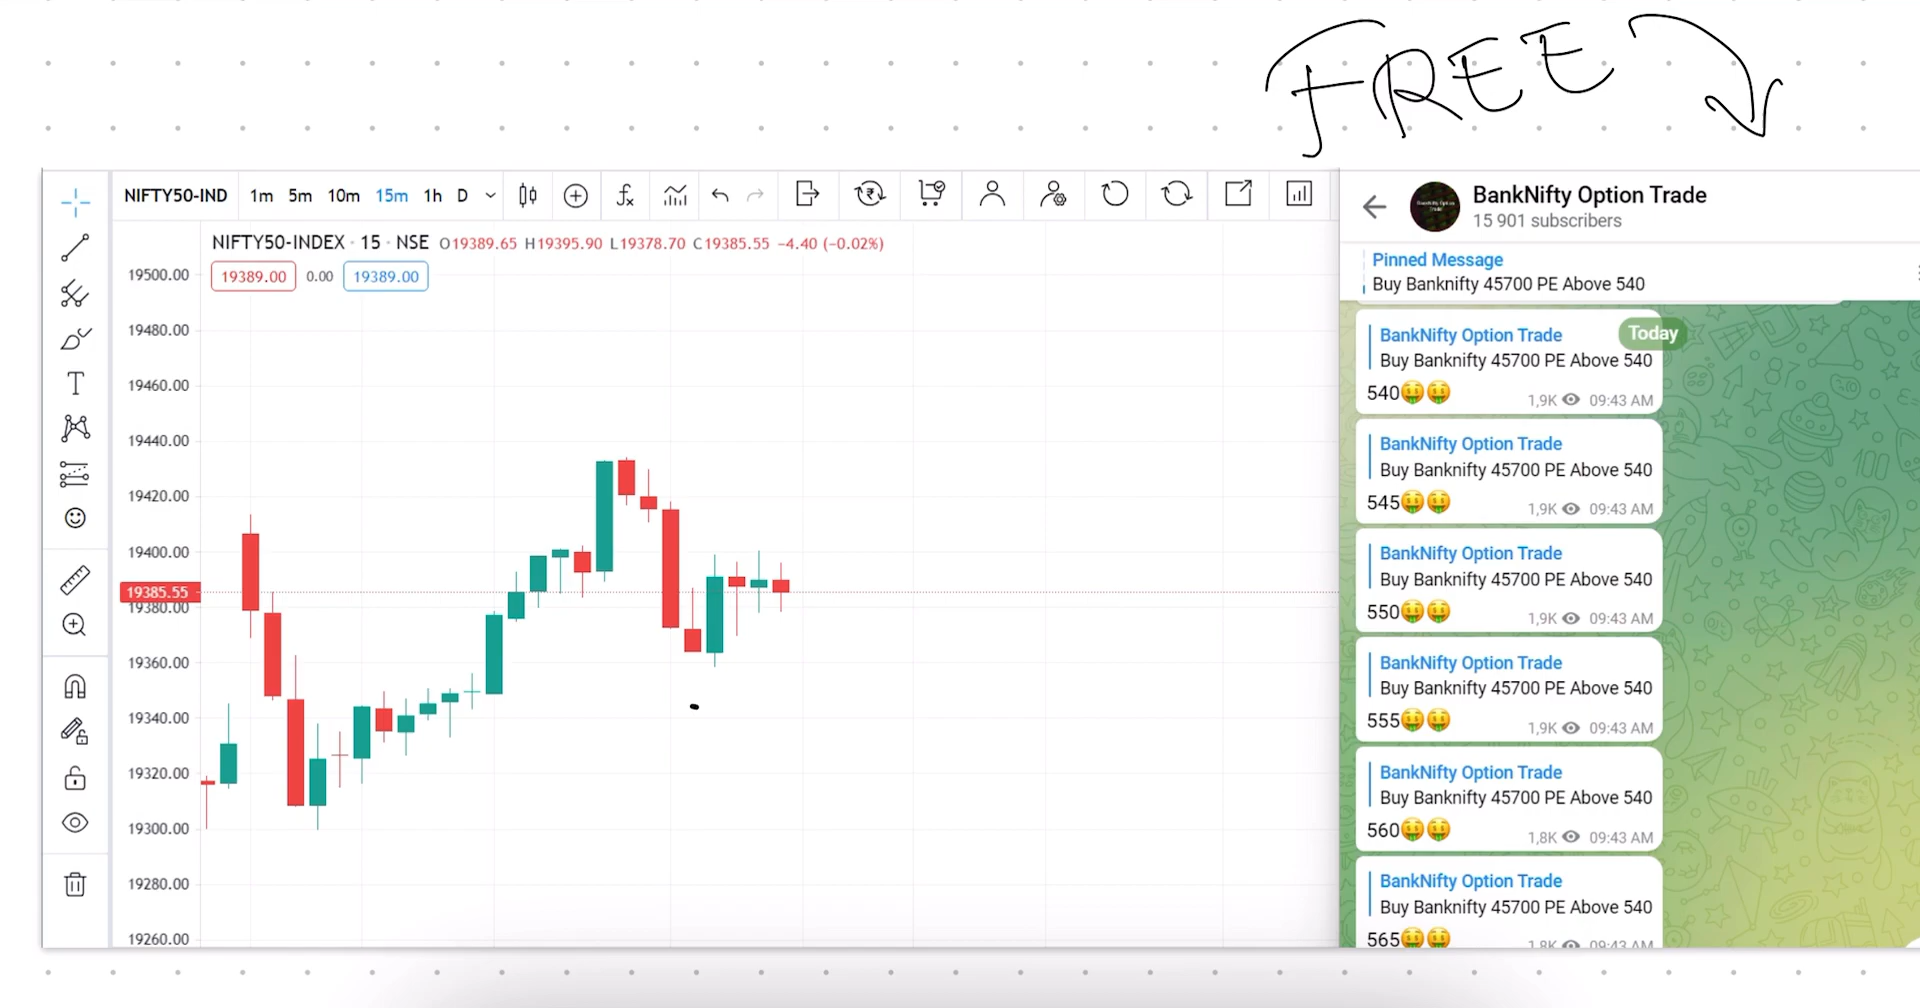 FREE
NIFTY50-IND 1m 5m 10m 15m 1h D
NIFTY50-INDEX · 15 · NSE O19389.65 H19395.90 L19378.70 C19385.55 −4.40 (−0.02%)
19389.00 0.00 19389.00
19500.00
19480.00
19460.00
19440.00
19420.00
19400.00
19385.55
19380.00
19360.00
19340.00
19320.00
19300.00
19280.00
19260.00
BankNifty Option Trade
15 901 subscribers
Pinned Message
Buy Banknifty 45700 PE Above 540
Today
BankNifty Option Trade
Buy Banknifty 45700 PE Above 540
540🤑🤑 1,9K 09:43 AM
BankNifty Option Trade
Buy Banknifty 45700 PE Above 540
545🤑🤑 1,9K 09:43 AM
BankNifty Option Trade
Buy Banknifty 45700 PE Above 540
550🤑🤑 1,9K 09:43 AM
BankNifty Option Trade
Buy Banknifty 45700 PE Above 540
555🤑🤑 1,9K 09:43 AM
BankNifty Option Trade
Buy Banknifty 45700 PE Above 540
560🤑🤑 1,8K 09:43 AM
BankNifty Option Trade
Buy Banknifty 45700 PE Above 540
565🤑🤑 1,8K 09:43 AM